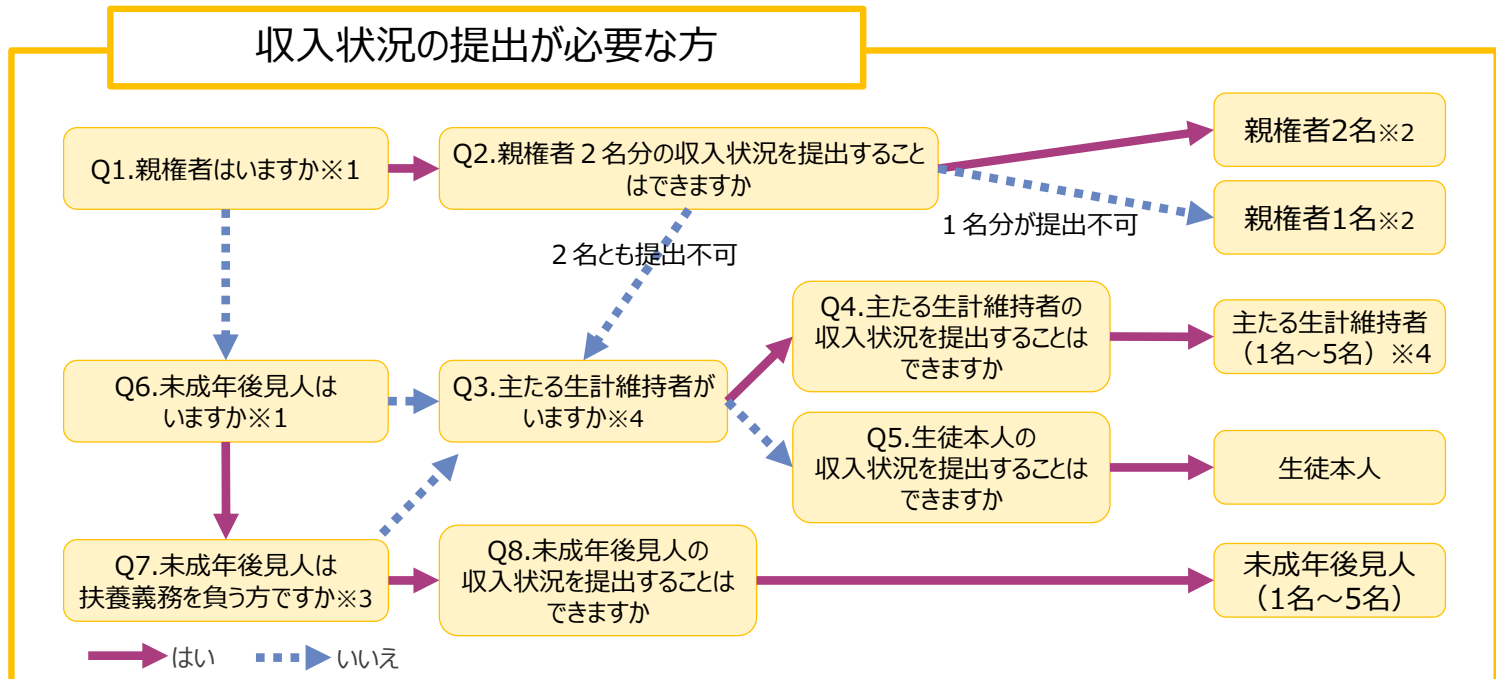 収入状況の提出が必要な方
Q1.親権者はいますか※1
Q2.親権者２名分の収入状況を提出すること
はできますか
親権者2名※2
親権者1名※2
１名分が提出不可
２名とも提出不可
Q6.未成年後見人は
いますか※1
Q3.主たる生計維持者が
いますか※4
Q4.主たる生計維持者の
収入状況を提出することは
できますか
主たる生計維持者
（1名～5名）※4
Q5.生徒本人の
収入状況を提出することは
できますか
生徒本人
Q7.未成年後見人は
扶養義務を負う方ですか※3
Q8.未成年後見人の
収入状況を提出することは
できますか
未成年後見人
（1名～5名）
はい
いいえ